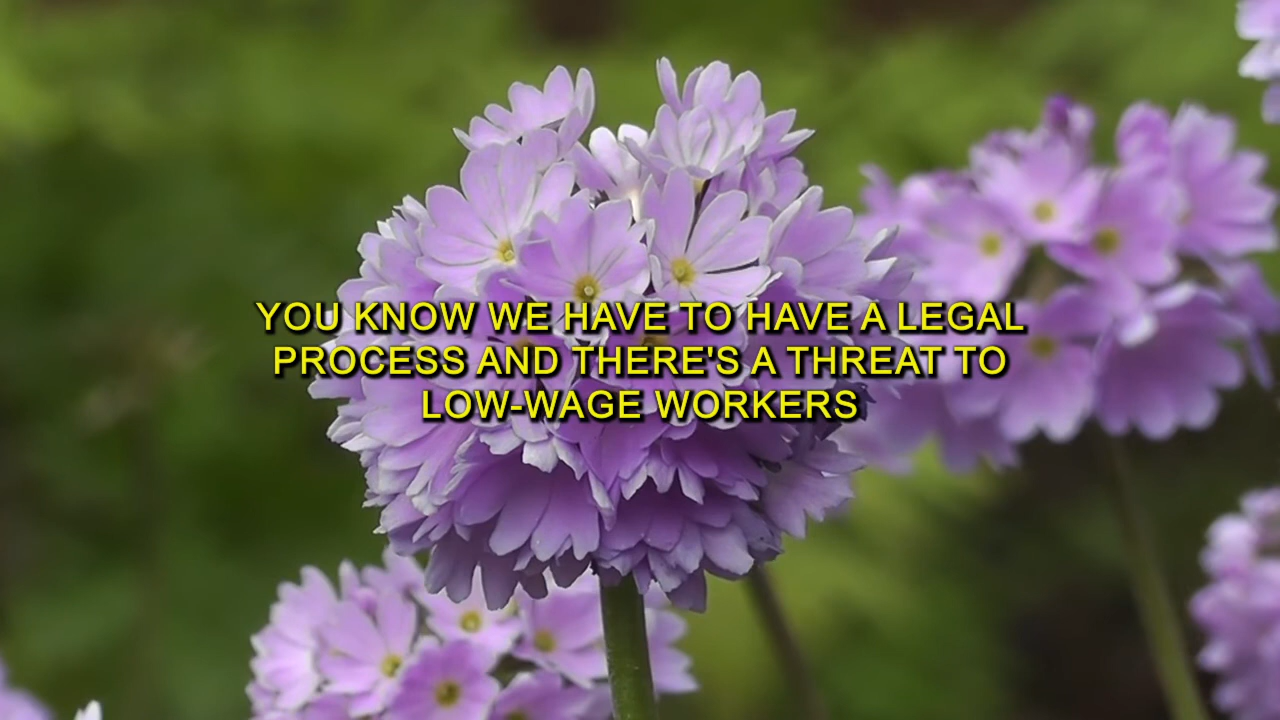 YOU KNOW WE HAVE TO HAVE A LEGAL
PROCESS AND THERE'S A THREAT TO
LOW-WAGE WORKERS